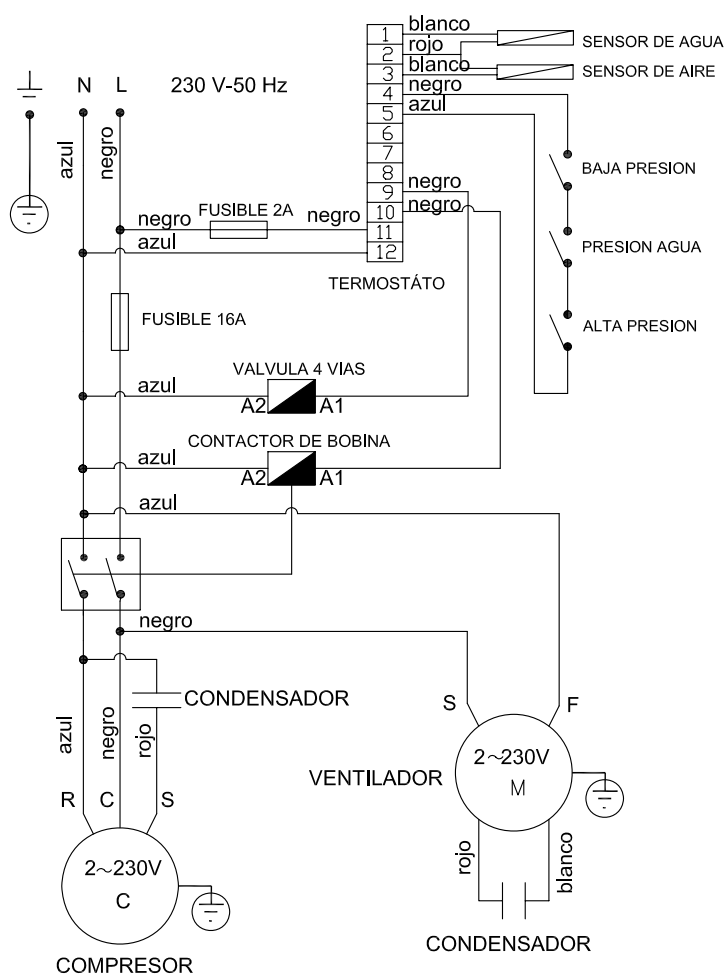 blanco
1
rojo
SENSOR DE AGUA
2
blanco
SENSOR DE AIRE
3
negro
4
azul
5
6
7
8
negro
9
negro
10
11
12
TERMOSTÁTO
N L 230 V-50 Hz
azul
negro
negro
FUSIBLE 2A
negro
azul
BAJA PRESION
PRESION AGUA
ALTA PRESION
FUSIBLE 16A
VALVULA 4 VIAS
azul
A2 A1
CONTACTOR DE BOBINA
azul
A2 A1
azul
negro
CONDENSADOR
azul
negro
rojo
R C S
2~230V
C
COMPRESOR
S F
VENTILADOR
2~230V
M
rojo
blanco
CONDENSADOR